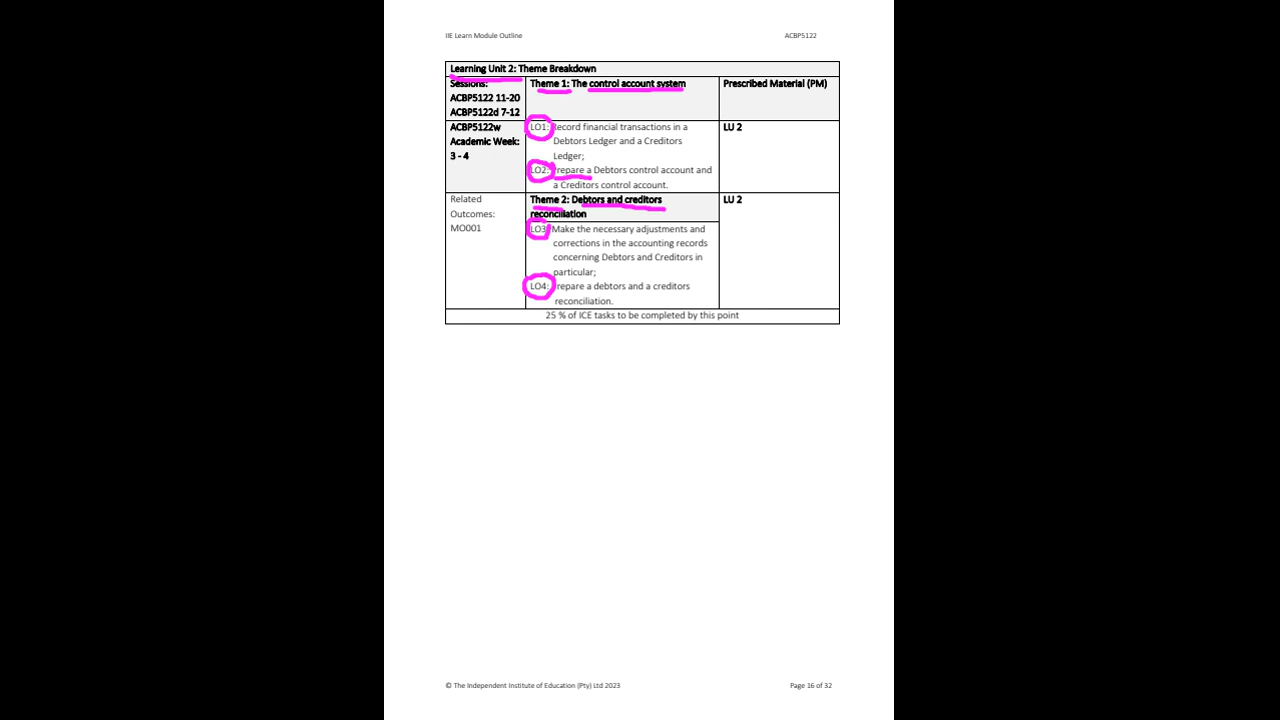 IIE Learn Module Outline ACBP5122
Learning Unit 2: Theme Breakdown
Sessions: Theme 1: The control account system Prescribed Material (PM)
ACBP5122 11-20
ACBP5122d 7-12
ACBP5122w LO1: Record financial transactions in a LU 2
Academic Week: Debtors Ledger and a Creditors
3 - 4 Ledger;
LO2: Prepare a Debtors control account and
a Creditors control account.
Related Theme 2: Debtors and creditors LU 2
Outcomes: reconciliation
MO001 LO3: Make the necessary adjustments and
corrections in the accounting records
concerning Debtors and Creditors in
particular;
LO4: Prepare a debtors and a creditors
reconciliation.
25 % of ICE tasks to be completed by this point
© The Independent Institute of Education (Pty) Ltd 2023 Page 16 of 32